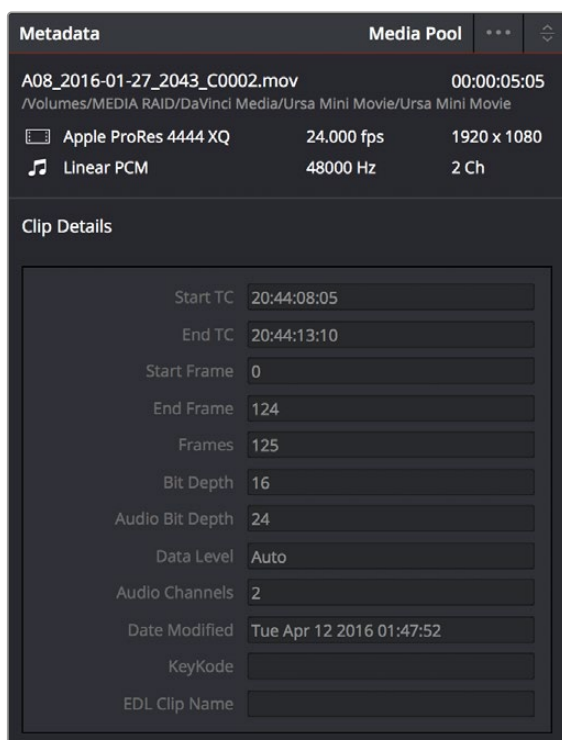 Metadata Media Pool •••
A08_2016-01-27_2043_C0002.mov 00:00:05:05
/Volumes/MEDIA RAID/DaVinci Media/Ursa Mini Movie/Ursa Mini Movie
Apple ProRes 4444 XQ 24.000 fps 1920 x 1080
Linear PCM 48000 Hz 2 Ch
Clip Details
Start TC 20:44:08:05
End TC 20:44:13:10
Start Frame 0
End Frame 124
Frames 125
Bit Depth 16
Audio Bit Depth 24
Data Level Auto
Audio Channels 2
Date Modified Tue Apr 12 2016 01:47:52
KeyKode
EDL Clip Name